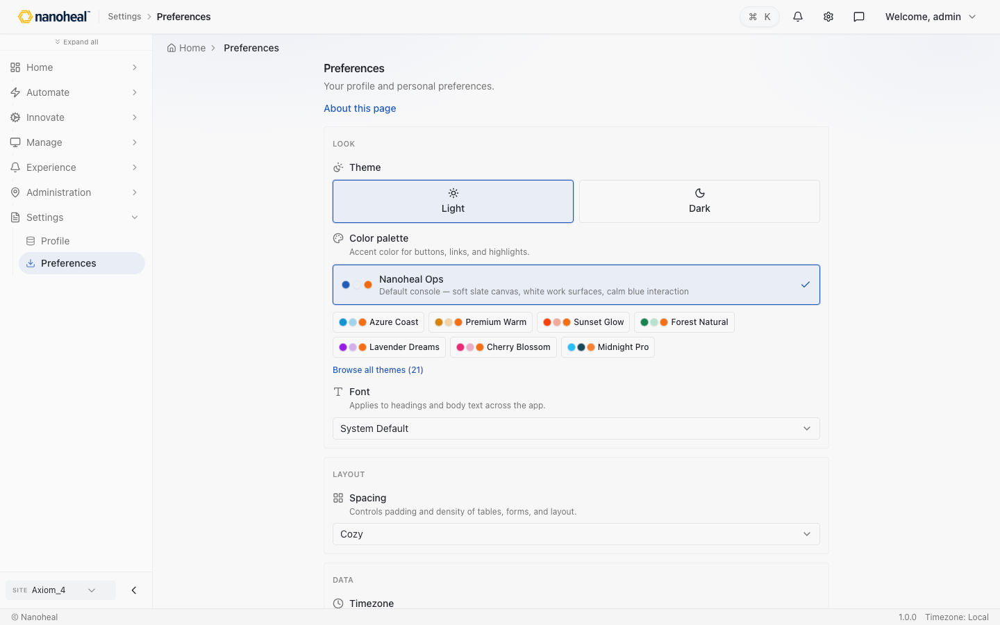 nanoheal™
Settings > Preferences
⌘ K
Welcome, admin
Expand all
Home
Automate
Innovate
Manage
Experience
Administration
Settings
Profile
Preferences
SITE Axiom_4
Home > Preferences
Preferences
Your profile and personal preferences.
About this page
LOOK
Theme
Light
Dark
Color palette
Accent color for buttons, links, and highlights.
Nanoheal Ops
Default console — soft slate canvas, white work surfaces, calm blue interaction
Azure Coast
Premium Warm
Sunset Glow
Forest Natural
Lavender Dreams
Cherry Blossom
Midnight Pro
Browse all themes (21)
Font
Applies to headings and body text across the app.
System Default
LAYOUT
Spacing
Controls padding and density of tables, forms, and layout.
Cozy
DATA
Timezone
© Nanoheal
1.0.0 Timezone: Local